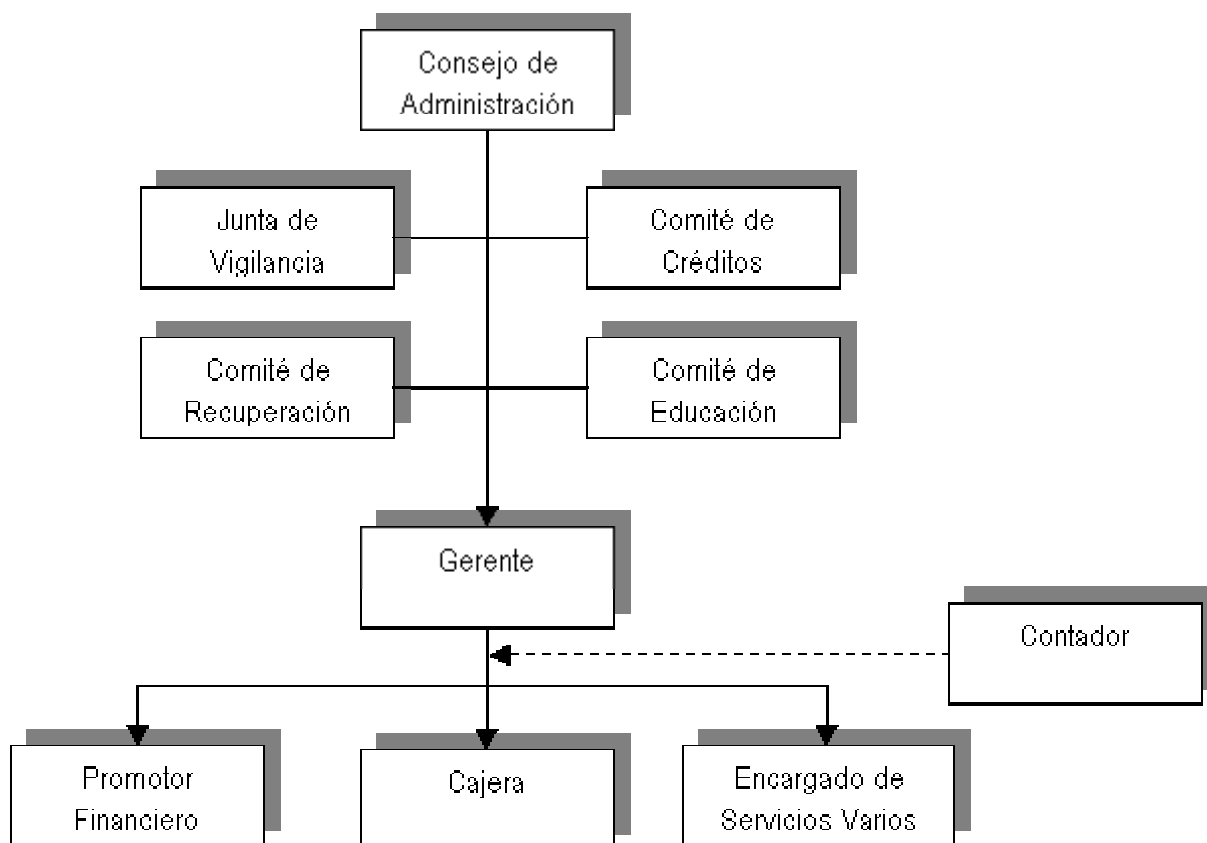 Consejo de
Administración
Junta de
Vigilancia
Comité de
Créditos
Comité de
Recuperación
Comité de
Educación
Gerente
Contador
Promotor
Financiero
Cajera
Encargado de
Servicios Varios